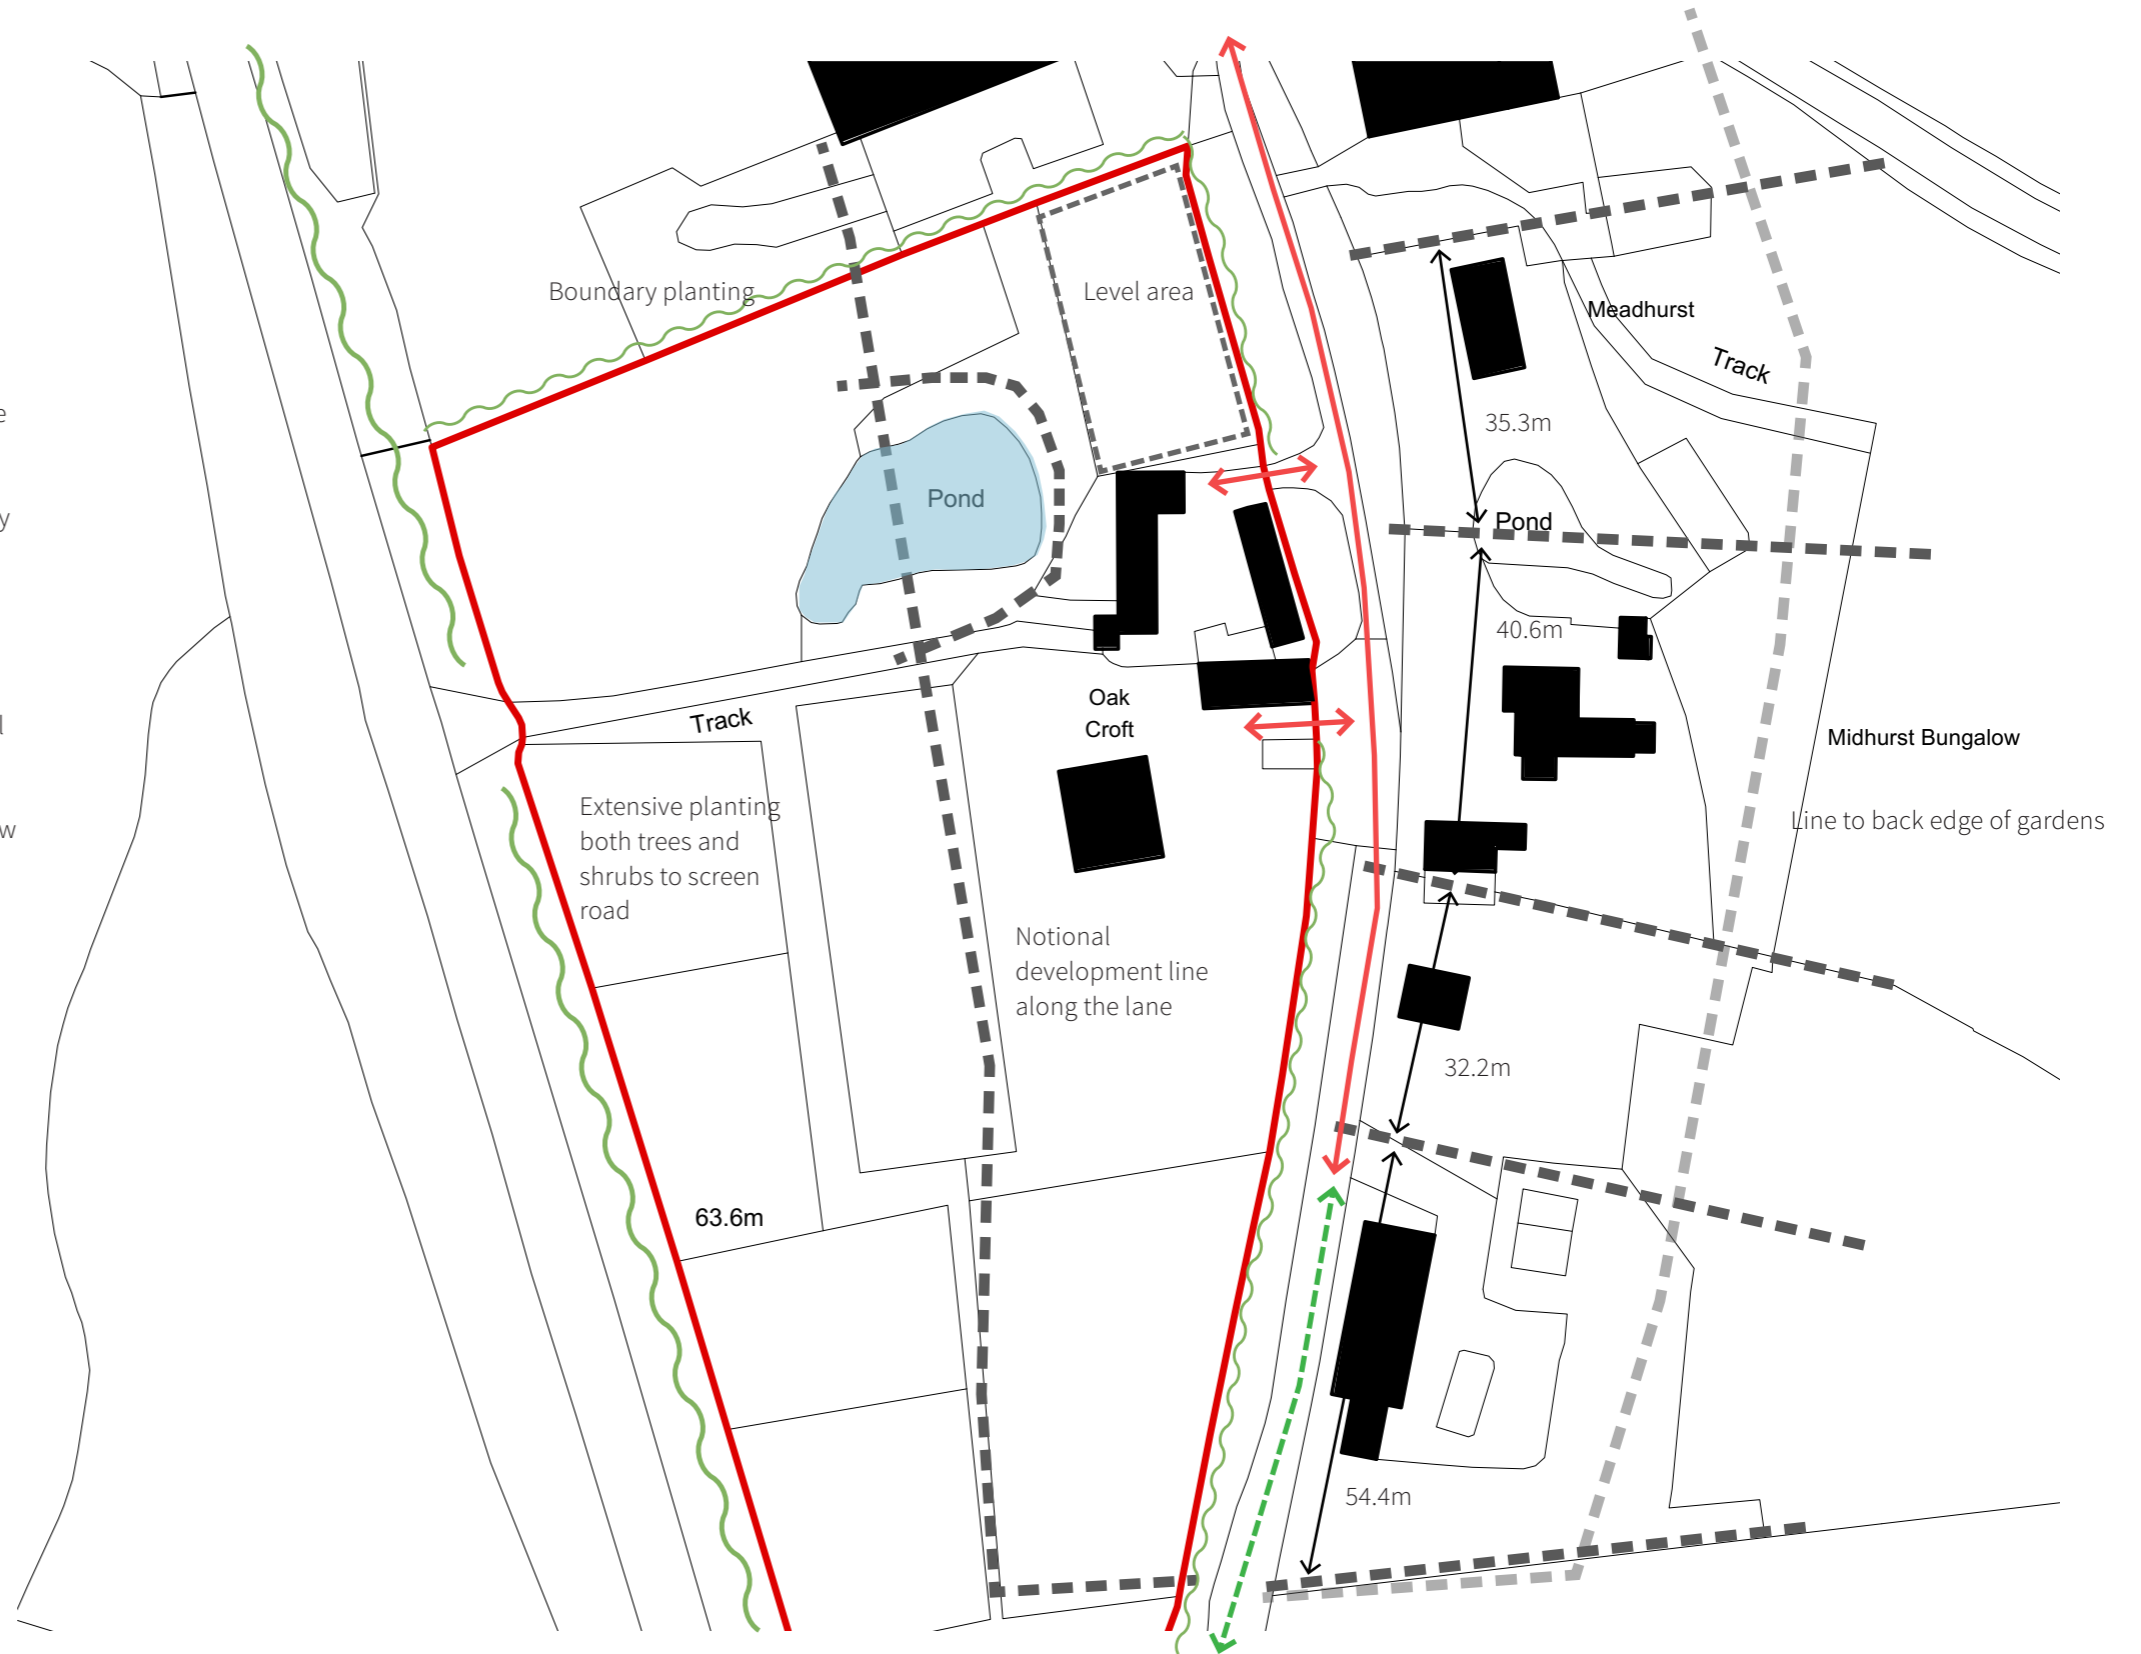 Boundary planting
Level area
Meadhurst
Track
e
35.3m
Pond
Pond
y
40.6m
Oak
Croft
Track
l
Midhurst Bungalow
Extensive planting
both trees and
shrubs to screen
road
Line to back edge of gardens
w
Notional
development line
along the lane
32.2m
63.6m
54.4m